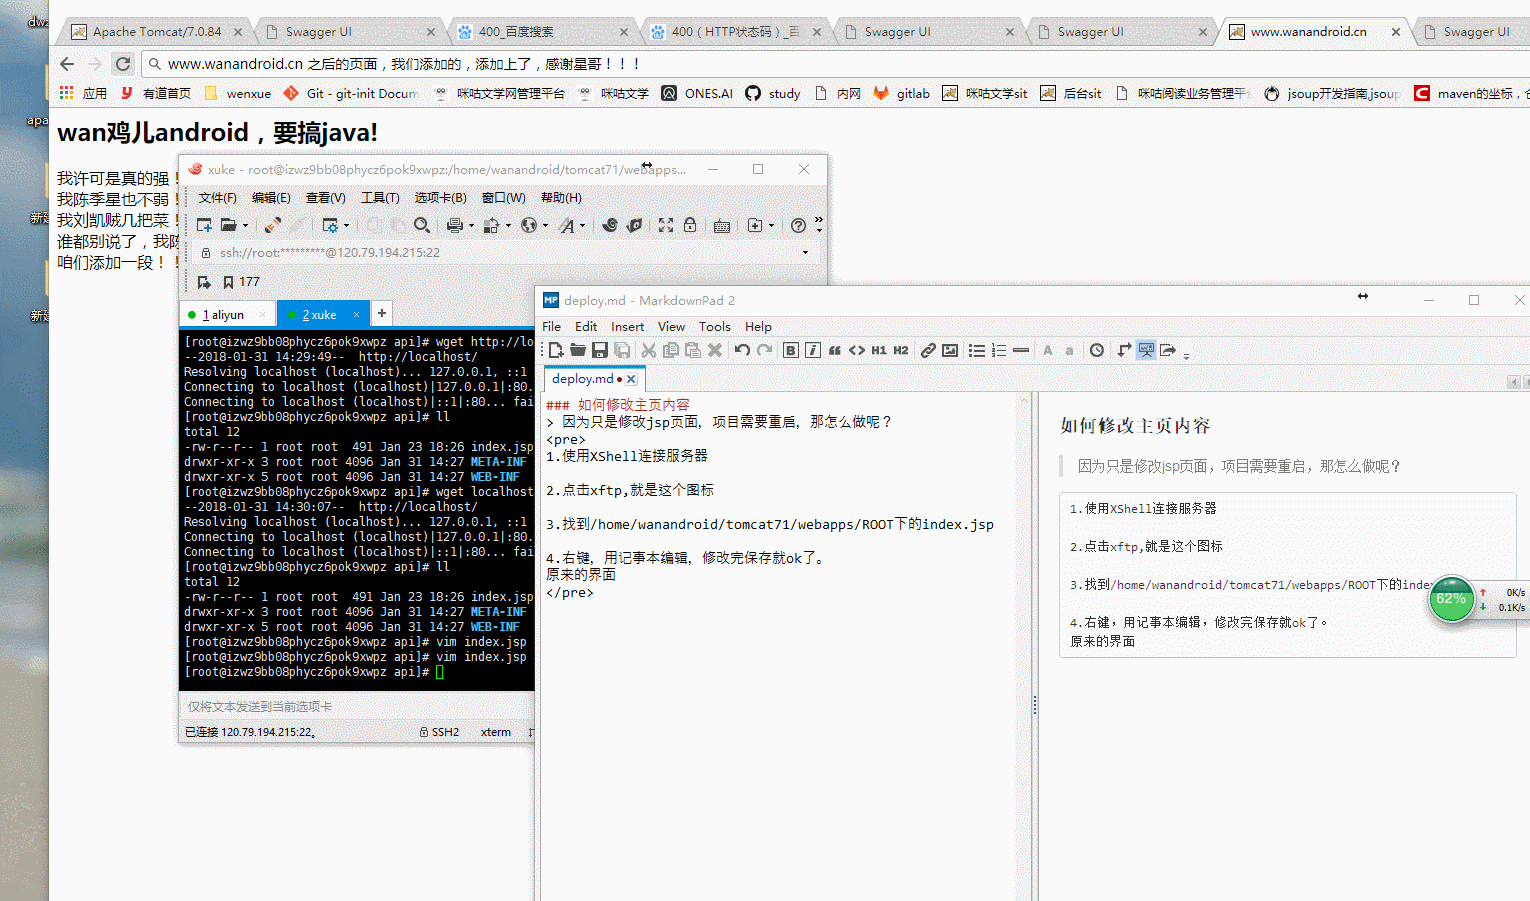 dw
Apache Tomcat/7.0.84
Swagger UI
400_百度搜索
400（HTTP状态码）_百
Swagger UI
Swagger UI
www.wanandroid.cn
Swagger UI
www.wanandroid.cn 之后的页面，我们添加的，添加上了，感谢星哥！！！
应用
有道首页
wenxue
Git - git-init Docum
咪咕文学网管理平台
咪咕文学
ONES.AI
study
内网
gitlab
咪咕文学sit
后台sit
咪咕阅读业务管理平台
jsoup开发指南,jsoup
maven的坐标，仓
apa
新建
新建
wan鸡儿android，要搞java!
我许可是真的强！
我陈季星也不弱！
我刘凯贼几把菜！
谁都别说了，我陈
咱们添加一段！！
xuke - root@izwz9bb08phycz6pok9xwpz:/home/wanandroid/tomcat71/webapps...
文件(F) 编辑(E) 查看(V) 工具(T) 选项卡(B) 窗口(W) 帮助(H)
ssh://root:*********@120.79.194.215:22
177
1 aliyun
2 xuke
[root@izwz9bb08phycz6pok9xwpz api]# wget http://lo
--2018-01-31 14:29:49--  http://localhost/
Resolving localhost (localhost)... 127.0.0.1, ::1
Connecting to localhost (localhost)|127.0.0.1|:80.
Connecting to localhost (localhost)|::1|:80... fai
[root@izwz9bb08phycz6pok9xwpz api]# ll
total 12
-rw-r--r-- 1 root root  491 Jan 23 18:26 index.jsp
drwxr-xr-x 3 root root 4096 Jan 31 14:27 META-INF
drwxr-xr-x 5 root root 4096 Jan 31 14:27 WEB-INF
[root@izwz9bb08phycz6pok9xwpz api]# wget localhost
--2018-01-31 14:30:07--  http://localhost/
Resolving localhost (localhost)... 127.0.0.1, ::1
Connecting to localhost (localhost)|127.0.0.1|:80.
Connecting to localhost (localhost)|::1|:80... fai
[root@izwz9bb08phycz6pok9xwpz api]# ll
total 12
-rw-r--r-- 1 root root  491 Jan 23 18:26 index.jsp
drwxr-xr-x 3 root root 4096 Jan 31 14:27 META-INF
drwxr-xr-x 5 root root 4096 Jan 31 14:27 WEB-INF
[root@izwz9bb08phycz6pok9xwpz api]# vim index.jsp
[root@izwz9bb08phycz6pok9xwpz api]# vim index.jsp
[root@izwz9bb08phycz6pok9xwpz api]#
仅将文本发送到当前选项卡
已连接 120.79.194.215:22。
SSH2
xterm
MP deploy.md - MarkdownPad 2
File Edit Insert View Tools Help
B i H1 H2 A a
deploy.md
### 如何修改主页内容
> 因为只是修改jsp页面，项目需要重启，那怎么做呢？
<pre>
1.使用XShell连接服务器
2.点击xftp,就是这个图标
3.找到/home/wanandroid/tomcat71/webapps/ROOT下的index.jsp
4.右键，用记事本编辑，修改完保存就ok了。
原来的界面
</pre>
如何修改主页内容
因为只是修改jsp页面，项目需要重启，那怎么做呢？
1.使用XShell连接服务器
2.点击xftp,就是这个图标
3.找到/home/wanandroid/tomcat71/webapps/ROOT下的index
4.右键，用记事本编辑，修改完保存就ok了。
原来的界面
62%
0K/s
0.1K/s